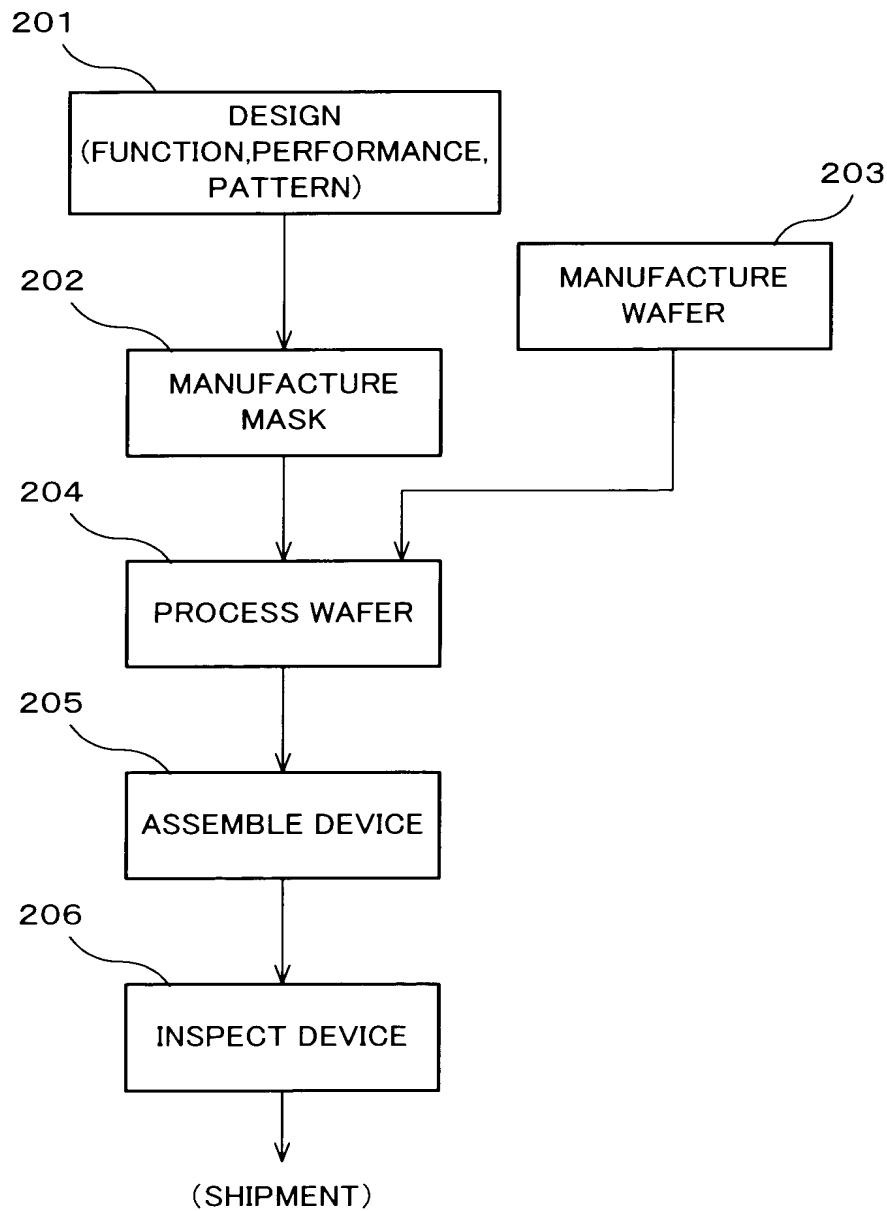 201
DESIGN
(FUNCTION,PERFORMANCE,
PATTERN)
203
MANUFACTURE
WAFER
202
MANUFACTURE
MASK
204
PROCESS WAFER
205
ASSEMBLE DEVICE
206
INSPECT DEVICE
(SHIPMENT)